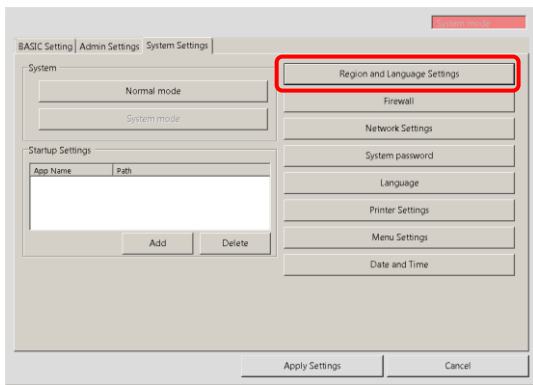 System mode
BASIC Setting Admin Settings System Settings
System
Normal mode
System mode
Startup Settings
App Name Path
Add Delete
Region and Language Settings
Firewall
Network Settings
System password
Language
Printer Settings
Menu Settings
Date and Time
Apply Settings Cancel